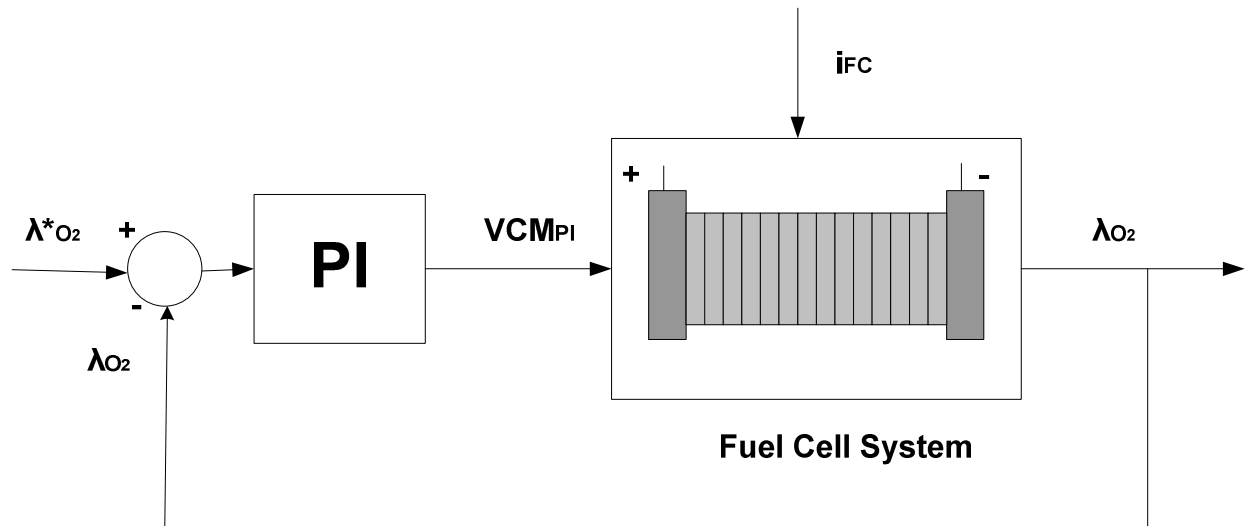 iFC
+ -
λ*O2 +
PI
VCMPI
λO2
-
λO2
Fuel Cell System